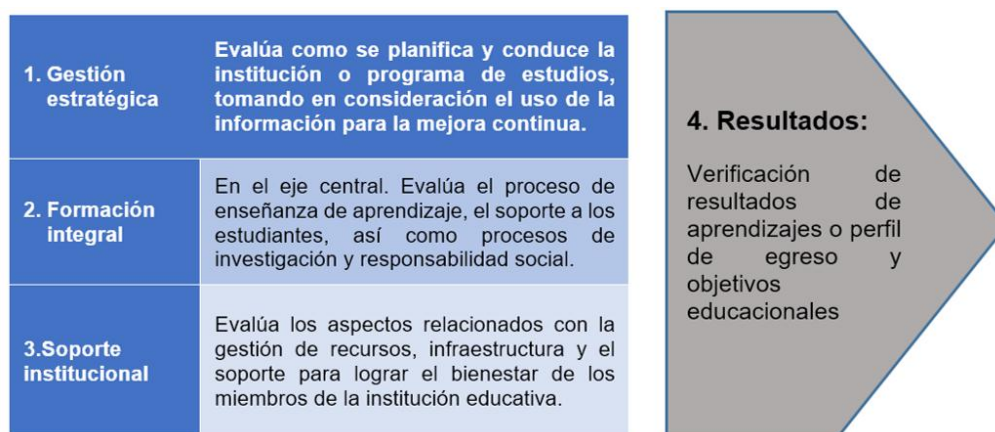 1. Gestión
estratégica
Evalúa como se planifica y conduce la
institución o programa de estudios,
tomando en consideración el uso de la
información para la mejora continua.
2. Formación
integral
En el eje central. Evalúa el proceso de
enseñanza de aprendizaje, el soporte a los
estudiantes, así como procesos de
investigación y responsabilidad social.
3.Soporte
institucional
Evalúa los aspectos relacionados con la
gestión de recursos, infraestructura y el
soporte para lograr el bienestar de los
miembros de la institución educativa.
4. Resultados:
Verificación de
resultados de
aprendizajes o perfil
de egreso y
objetivos
educacionales